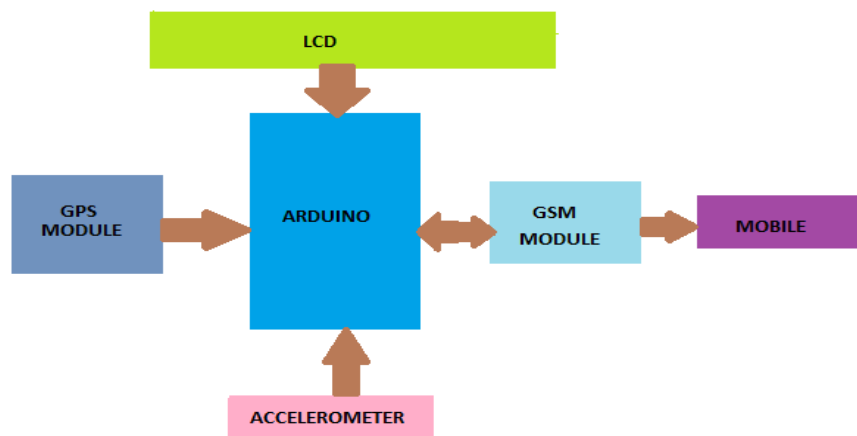 LCD
GPS
MODULE
ARDUINO
GSM
MODULE
MOBILE
ACCELEROMETER